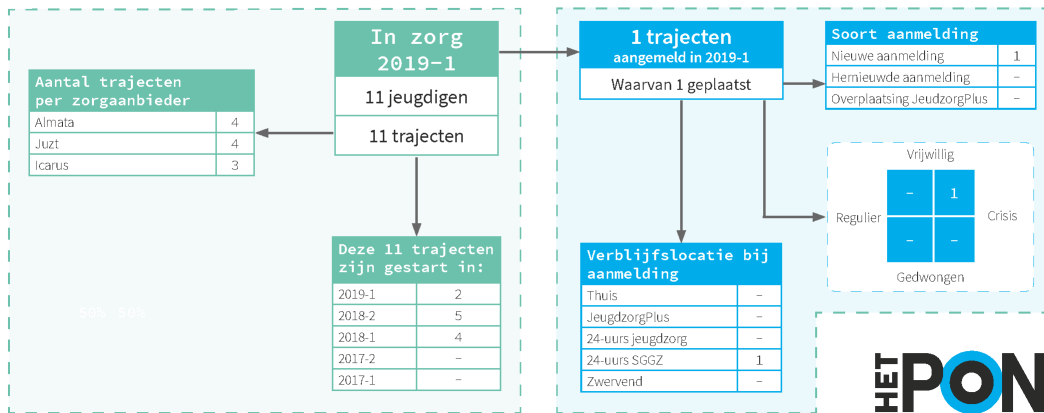 In zorg
2019-1
11 jeugdigen
11 trajecten
Aantal trajecten
per zorgaanbieder
Almata 4
Juzt 4
Icarus 3
Deze 11 trajecten
zijn gestart in:
2019-1 2
2018-2 5
2018-1 4
2017-2 -
2017-1 -
50% 50%
1 trajecten
aangemeld in 2019-1
Waarvan 1 geplaatst
Soort aanmelding
Nieuwe aanmelding 1
Hernieuwde aanmelding -
Overplaatsing JeudzorgPlus -
Vrijwillig
- 1
Regulier Crisis
- -
Gedwongen
Verblijfslocatie bij
aanmelding
Thuis -
JeugdzorgPlus -
24-uurs jeugdzorg -
24-uurs SGGZ 1
Zwervend -
HET PON